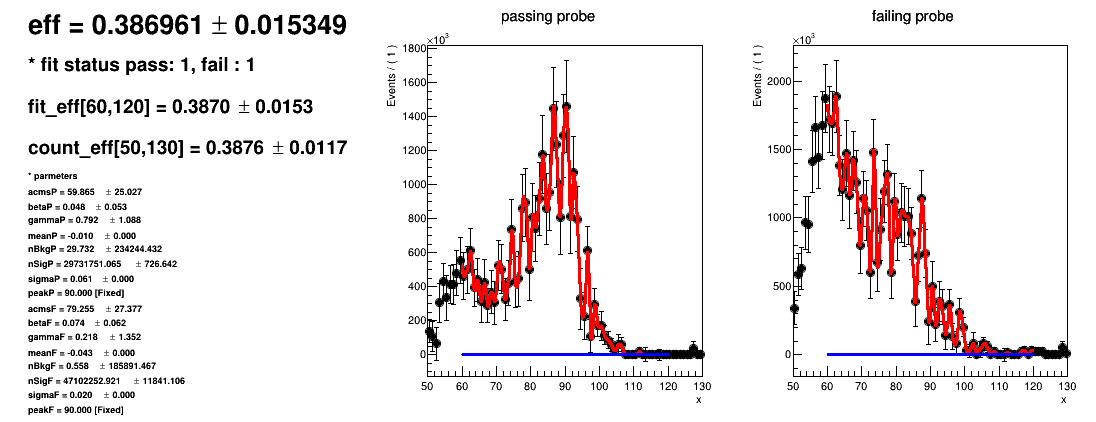 eff = 0.386961 ± 0.015349
* fit status pass: 1, fail : 1
fit_eff[60,120] = 0.3870 ± 0.0153
count_eff[50,130] = 0.3876 ± 0.0117
* parmeters
acmsP = 59.865 ± 25.027
betaP = 0.048 ± 0.053
gammaP = 0.792 ± 1.088
meanP = -0.010 ± 0.000
nBkgP = 29.732 ± 234244.432
nSigP = 29731751.065 ± 726.642
sigmaP = 0.061 ± 0.000
peakP = 90.000 [Fixed]
acmsF = 79.255 ± 27.377
betaF = 0.074 ± 0.062
gammaF = 0.218 ± 1.352
meanF = -0.043 ± 0.000
nBkgF = 0.558 ± 185891.467
nSigF = 47102252.921 ± 11841.106
sigmaF = 0.020 ± 0.000
peakF = 90.000 [Fixed]
passing probe
×10³
Events / ( 1 )
1800
1600
1400
1200
1000
800
600
400
200
0
50 60 70 80 90 100 110 120 130
x
failing probe
×10³
Events / ( 1 )
2000
1500
1000
500
0
50 60 70 80 90 100 110 120 130
x